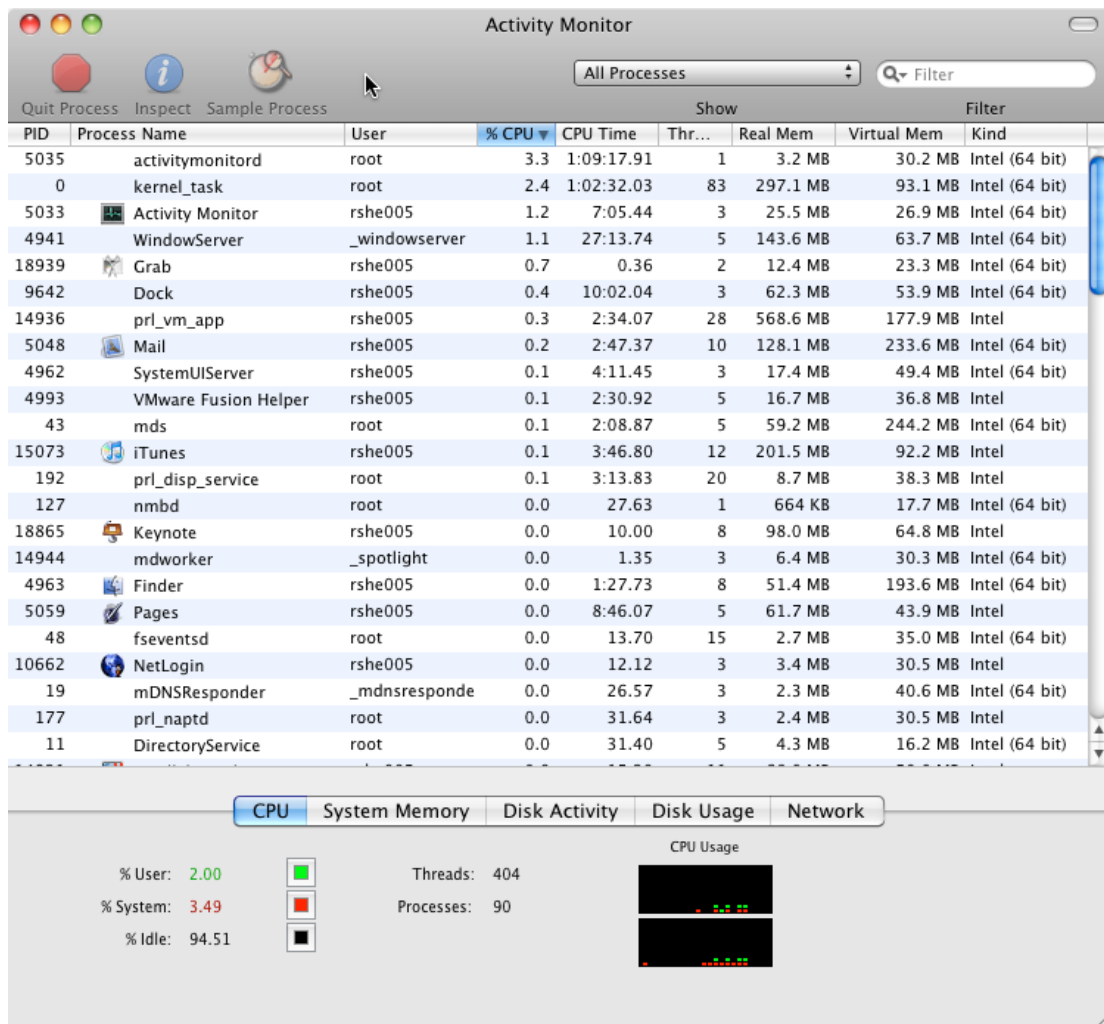 Activity Monitor
All Processes Filter
Quit Process Inspect Sample Process Show Filter
PID Process Name User % CPU CPU Time Thr... Real Mem Virtual Mem Kind
5035 activitymonitord root 3.3 1:09:17.91 1 3.2 MB 30.2 MB Intel (64 bit)
0 kernel_task root 2.4 1:02:32.03 83 297.1 MB 93.1 MB Intel (64 bit)
5033 Activity Monitor rshe005 1.2 7:05.44 3 25.5 MB 26.9 MB Intel (64 bit)
4941 WindowServer _windowserver 1.1 27:13.74 5 143.6 MB 63.7 MB Intel (64 bit)
18939 Grab rshe005 0.7 0.36 2 12.4 MB 23.3 MB Intel (64 bit)
9642 Dock rshe005 0.4 10:02.04 3 62.3 MB 53.9 MB Intel (64 bit)
14936 prl_vm_app rshe005 0.3 2:34.07 28 568.6 MB 177.9 MB Intel
5048 Mail rshe005 0.2 2:47.37 10 128.1 MB 233.6 MB Intel (64 bit)
4962 SystemUIServer rshe005 0.1 4:11.45 3 17.4 MB 49.4 MB Intel (64 bit)
4993 VMware Fusion Helper rshe005 0.1 2:30.92 5 16.7 MB 36.8 MB Intel
43 mds root 0.1 2:08.87 5 59.2 MB 244.2 MB Intel (64 bit)
15073 iTunes rshe005 0.1 3:46.80 12 201.5 MB 92.2 MB Intel
192 prl_disp_service root 0.1 3:13.83 20 8.7 MB 38.3 MB Intel
127 nmbd root 0.0 27.63 1 664 KB 17.7 MB Intel (64 bit)
18865 Keynote rshe005 0.0 10.00 8 98.0 MB 64.8 MB Intel
14944 mdworker _spotlight 0.0 1.35 3 6.4 MB 30.3 MB Intel (64 bit)
4963 Finder rshe005 0.0 1:27.73 8 51.4 MB 193.6 MB Intel (64 bit)
5059 Pages rshe005 0.0 8:46.07 5 61.7 MB 43.9 MB Intel
48 fseventsd root 0.0 13.70 15 2.7 MB 35.0 MB Intel (64 bit)
10662 NetLogin rshe005 0.0 12.12 3 3.4 MB 30.5 MB Intel
19 mDNSResponder _mdnsresponde 0.0 26.57 3 2.3 MB 40.6 MB Intel (64 bit)
177 prl_naptd root 0.0 31.64 3 2.4 MB 30.5 MB Intel
11 DirectoryService root 0.0 31.40 5 4.3 MB 16.2 MB Intel (64 bit)
CPU System Memory Disk Activity Disk Usage Network
CPU Usage
% User: 2.00 Threads: 404
% System: 3.49 Processes: 90
% Idle: 94.51